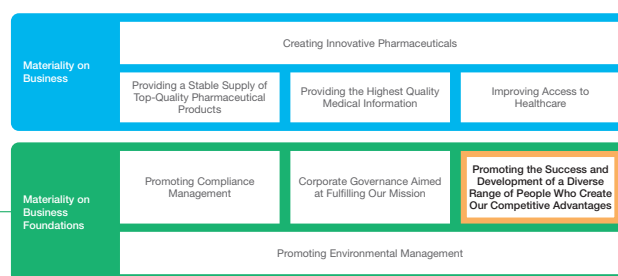 Creating Innovative Pharmaceuticals
Materiality on
Business
Providing a Stable Supply of
Top-Quality Pharmaceutical
Products
Providing the Highest Quality
Medical Information
Improving Access to
Healthcare
Materiality on
Business
Foundations
Promoting Compliance
Management
Corporate Governance Aimed
at Fulfilling Our Mission
Promoting the Success and
Development of a Diverse
Range of People Who Create
Our Competitive Advantages
Promoting Environmental Management